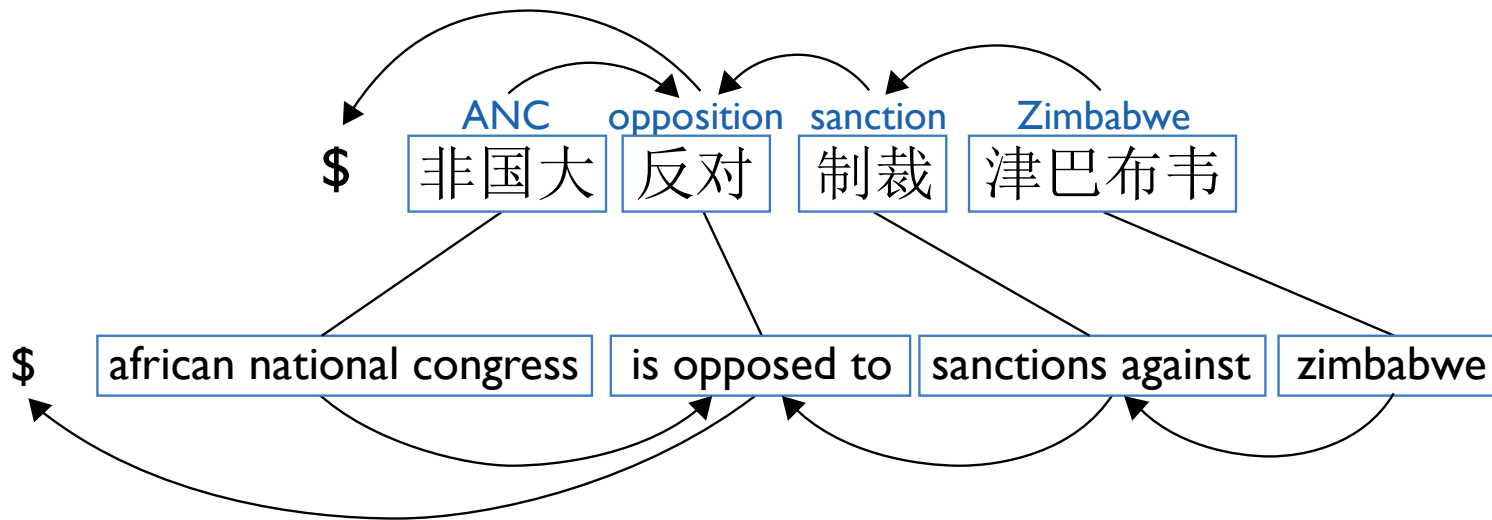 ANC opposition sanction Zimbabwe
$ 非国大 反对 制裁 津巴布韦
$ african national congress is opposed to sanctions against zimbabwe